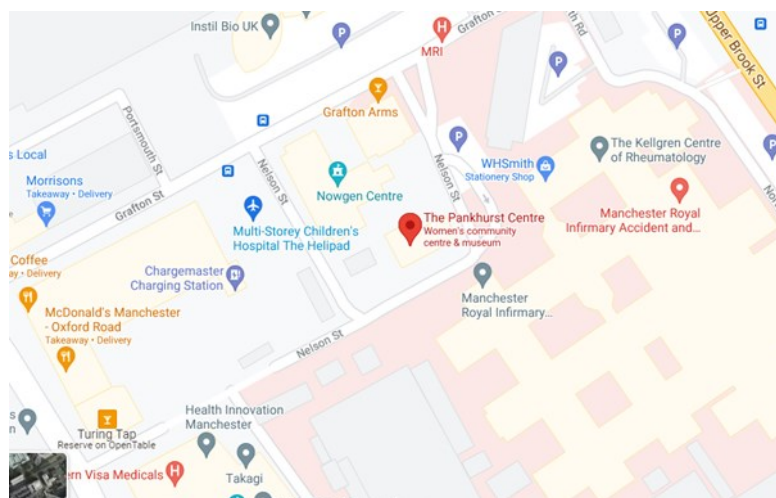 Instil Bio UK
Grafton St
MRI
Upper Brook St
Portsmouth St
Grafton Arms
The Kellgren Centre
of Rheumatology
s Local
WHSmith
Stationery Shop
Nelson St
Nowgen Centre
Nelson St
Morrisons
Takeaway • Delivery
Grafton St
The Pankhurst Centre
Women's community
centre & museum
Manchester Royal
Infirmary Accident and...
Multi-Storey Children's
Hospital The Helipad
Coffee
ay • Delivery
Chargemaster
Charging Station
Manchester
Royal Infirmary...
McDonald's Manchester
- Oxford Road
Takeaway • Delivery
Nelson St
Health Innovation
Manchester
Turing Tap
Reserve on OpenTable
Takagi
ern Visa Medicals